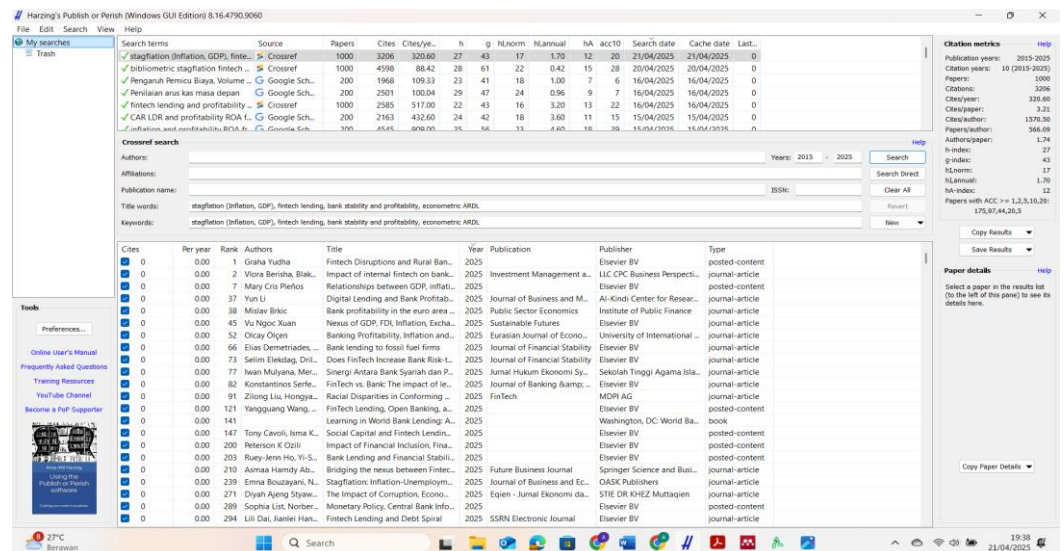 Harzing's Publish or Perish (Windows GUI Edition) 8.16.4790.9060
File Edit Search View Help
My searches
Trash
Search terms Source Papers Cites Cites/ye... h g hI,norm hI,annual hA acc10 Search date Cache date Last...
stagflation (Inflation, GDP), finte... Crossref 1000 3206 320.60 27 43 17 1.70 12 20 21/04/2025 21/04/2025 0
bibliometric stagflation fintech ... Crossref 1000 4598 88.42 28 61 22 0.42 15 28 20/04/2025 20/04/2025 0
Pengaruh Pemicu Biaya, Volume ... Google Sch... 200 1968 109.33 23 41 18 1.00 7 6 16/04/2025 16/04/2025 0
Penilaian arus kas masa depan Google Sch... 200 2501 100.04 29 47 24 0.96 9 7 16/04/2025 16/04/2025 0
fintech lending and profitability ... Crossref 1000 2585 517.00 22 43 16 3.20 13 22 16/04/2025 16/04/2025 0
CAR LDR and profitability ROA f... Google Sch... 200 2163 432.60 24 42 18 3.60 11 15 15/04/2025 15/04/2025 0
inflation and profitability ROA fr... Google Sch... 200 4545 909.00 35 56 23 4.60 18 39 15/04/2025 15/04/2025 0
Crossref search Help
Authors: Years: 2015 - 2025 Search
Affiliations: Search Direct
Publication name: ISSN: Clear All
Title words: stagflation (Inflation, GDP), fintech lending, bank stability and profitability, econometric ARDL Revert
Keywords: stagflation (Inflation, GDP), fintech lending, bank stability and profitability, econometric ARDL New
Cites Per year Rank Authors Title Year Publication Publisher Type
0 0.00 1 Graha Yudha Fintech Disruptions and Rural Ban... 2025 Elsevier BV posted-content
0 0.00 2 Vlora Berisha, Blak... Impact of internal fintech on bank... 2025 Investment Management a... LLC CPC Business Perspecti... journal-article
0 0.00 7 Mary Cris Pleños Relationships between GDP, inflati... 2025 Elsevier BV posted-content
0 0.00 37 Yun Li Digital Lending and Bank Profitab... 2025 Journal of Business and M... Al-Kindi Center for Resear... journal-article
0 0.00 38 Mislav Brkic Bank profitability in the euro area ... 2025 Public Sector Economics Institute of Public Finance journal-article
0 0.00 45 Vu Ngoc Xuan Nexus of GDP, FDI, Inflation, Excha... 2025 Sustainable Futures Elsevier BV journal-article
0 0.00 52 Olcay Ölçen Banking Profitability, Inflation and... 2025 Eurasian Journal of Econo... University of International ... journal-article
0 0.00 66 Elias Demetriades, ... Bank lending to fossil fuel firms 2025 Journal of Financial Stability Elsevier BV journal-article
0 0.00 73 Selim Elekdag, Dril... Does FinTech Increase Bank Risk-t... 2025 Journal of Financial Stability Elsevier BV journal-article
0 0.00 77 Iwan Mulyana, Mer... Sinergi Antara Bank Syariah dan P... 2025 Jurnal Hukum Ekonomi Sy... Sekolah Tinggi Agama Isla... journal-article
0 0.00 82 Konstantinos Serfe... FinTech vs. Bank: The impact of le... 2025 Journal of Banking &amp; ... Elsevier BV journal-article
0 0.00 91 Zilong Liu, Hongya... Racial Disparities in Conforming ... 2025 FinTech MDPI AG journal-article
0 0.00 121 Yangguang Wang, ... FinTech Lending, Open Banking, a... 2025 Elsevier BV posted-content
0 0.00 141 Learning in World Bank Lending: A... 2025 Washington, DC: World Ba... book
0 0.00 147 Tony Cavoli, Isma K... Social Capital and Fintech Lendin... 2025 Elsevier BV posted-content
0 0.00 200 Peterson K Ozili Impact of Financial Inclusion, Fina... 2025 Elsevier BV posted-content
0 0.00 203 Ruey-Jenn Ho, Yi-S... Bank Lending and Financial Stabili... 2025 Elsevier BV posted-content
0 0.00 210 Asmaa Hamdy Ab... Bridging the nexus between Fintec... 2025 Future Business Journal Springer Science and Busi... journal-article
0 0.00 239 Emna Bouzayani, N... Stagflation: Inflation-Unemploym... 2025 Journal of Business and Ec... OASK Publishers journal-article
0 0.00 271 Diyah Ajeng Styaw... The Impact of Corruption, Econo... 2025 Eqien - Jurnal Ekonomi da... STIE DR KHEZ Muttaqien journal-article
0 0.00 289 Sophia List, Norber... Monetary Policy, Central Bank Info... 2025 Elsevier BV posted-content
0 0.00 294 Lili Dai, Jianlei Han... Fintech Lending and Debt Spiral 2025 SSRN Electronic Journal Elsevier BV journal-article
Tools
Preferences...
Online User's Manual
Frequently Asked Questions
Training Resources
YouTube Channel
Become a PoP Supporter
Using the
Publish or Perish
software
Citation metrics Help
Publication years: 2015-2025
Citation years: 10 (2015-2025)
Papers: 1000
Citations: 3206
Cites/year: 320.60
Cites/paper: 3.21
Cites/author: 1570.50
Papers/author: 566.09
Authors/paper: 1.74
h-index: 27
g-index: 43
hI,norm: 17
hI,annual: 1.70
hA-index: 12
Papers with ACC >= 1,2,5,10,20:
175,97,44,20,5
Copy Results
Save Results
Paper details Help
Select a paper in the results list
(to the left of this pane) to see its
details here.
Copy Paper Details
27°C
Berawan
Search
19:38
21/04/2025